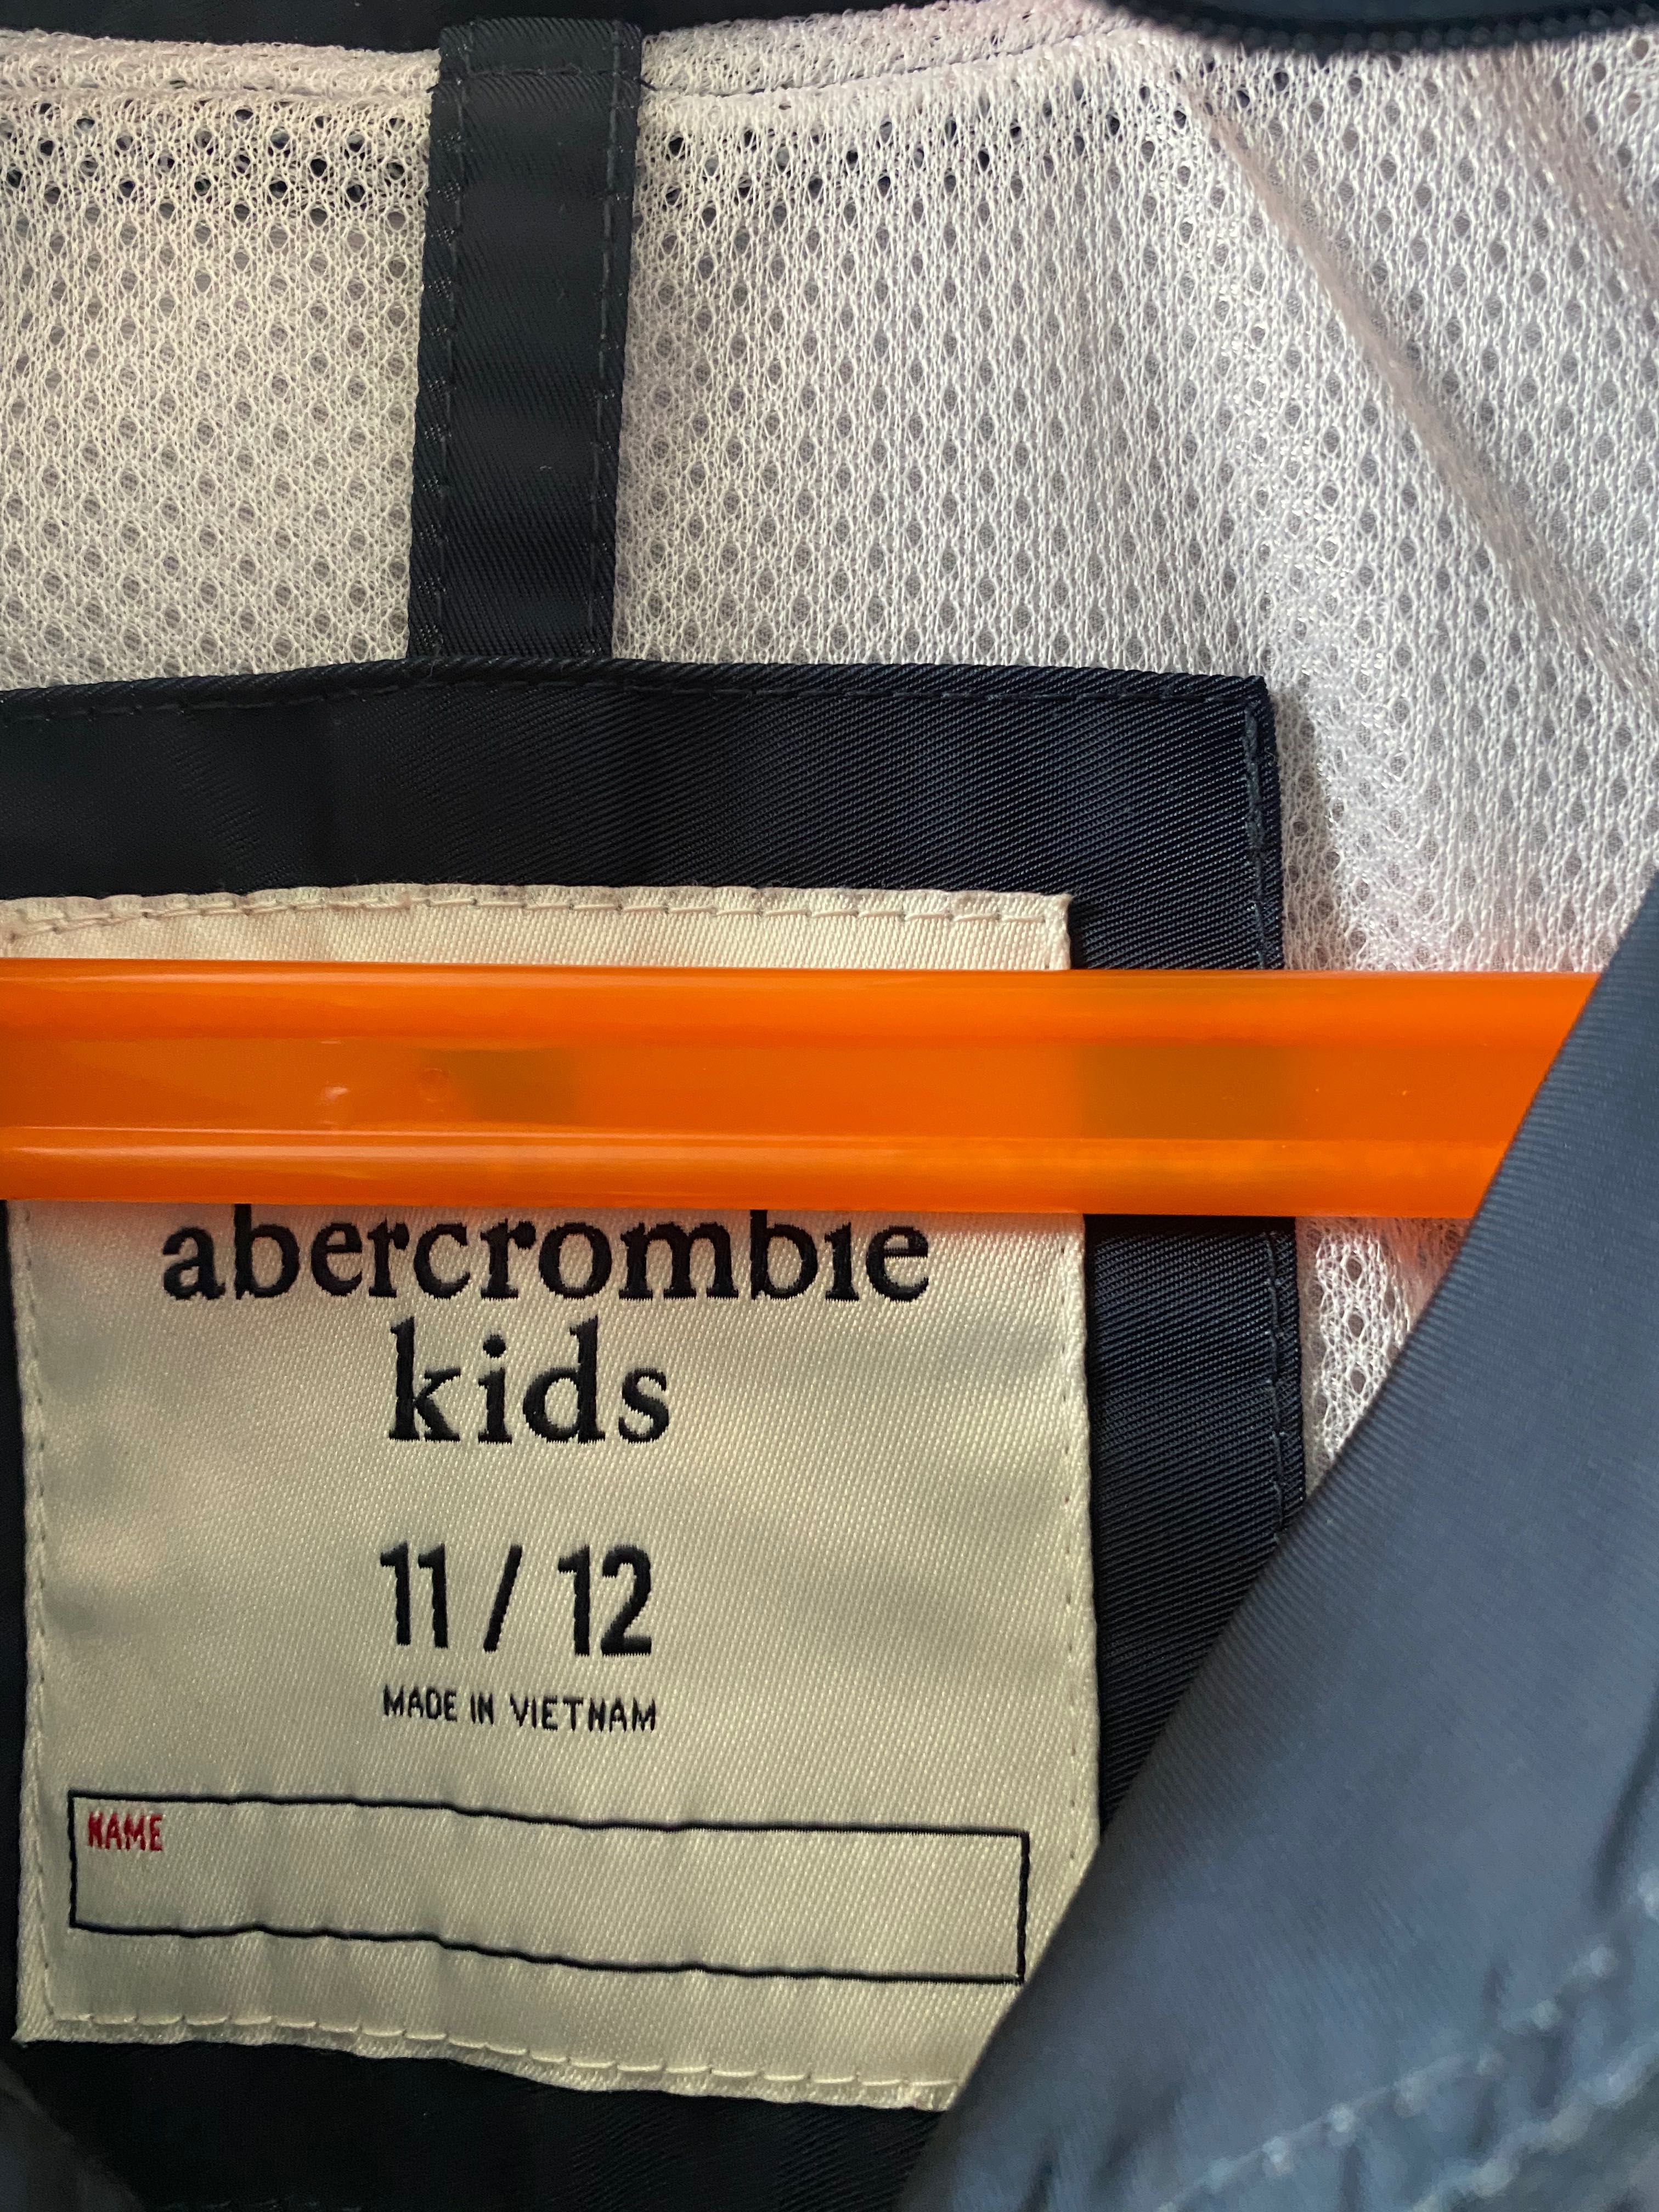 abercrombie
kids
11 / 12
MADE IN VIETNAM
NAME